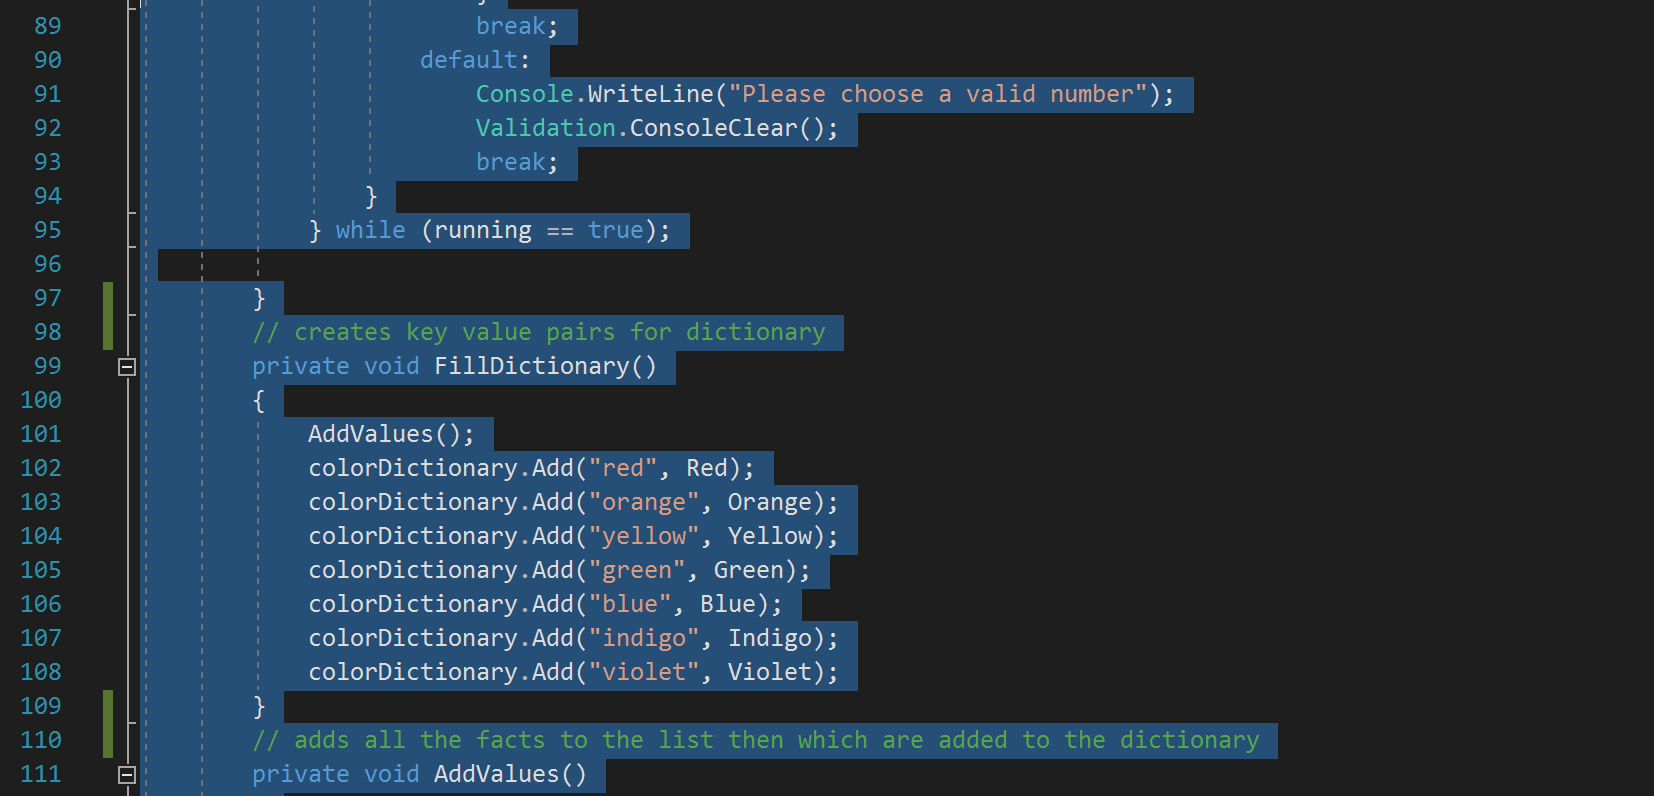 89 break;
90 default:
91 Console.WriteLine("Please choose a valid number");
92 Validation.ConsoleClear();
93 break;
94 }
95 } while (running == true);
96
97 }
98 // creates key value pairs for dictionary
99 private void FillDictionary()
100 {
101 AddValues();
102 colorDictionary.Add("red", Red);
103 colorDictionary.Add("orange", Orange);
104 colorDictionary.Add("yellow", Yellow);
105 colorDictionary.Add("green", Green);
106 colorDictionary.Add("blue", Blue);
107 colorDictionary.Add("indigo", Indigo);
108 colorDictionary.Add("violet", Violet);
109 }
110 // adds all the facts to the list then which are added to the dictionary
111 private void AddValues()